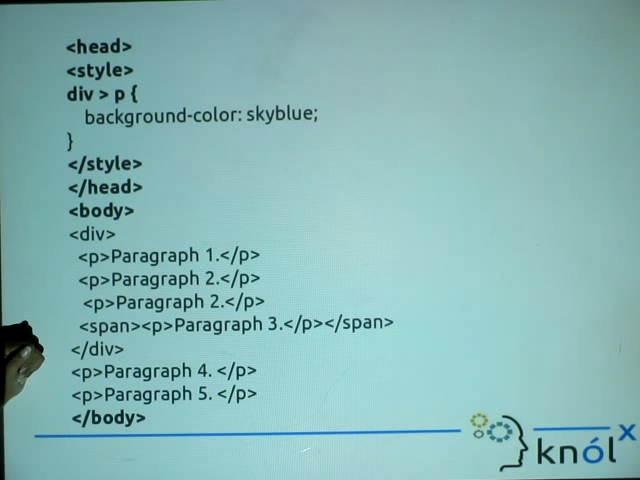 <head>
<style>
div > p {
background-color: skyblue;
}
</style>
</head>
<body>
<div>
<p>Paragraph 1.</p>
<p>Paragraph 2.</p>
<p>Paragraph 2.</p>
<span><p>Paragraph 3.</p></span>
</div>
<p>Paragraph 4. </p>
<p>Paragraph 5. </p>
</body>
knólx